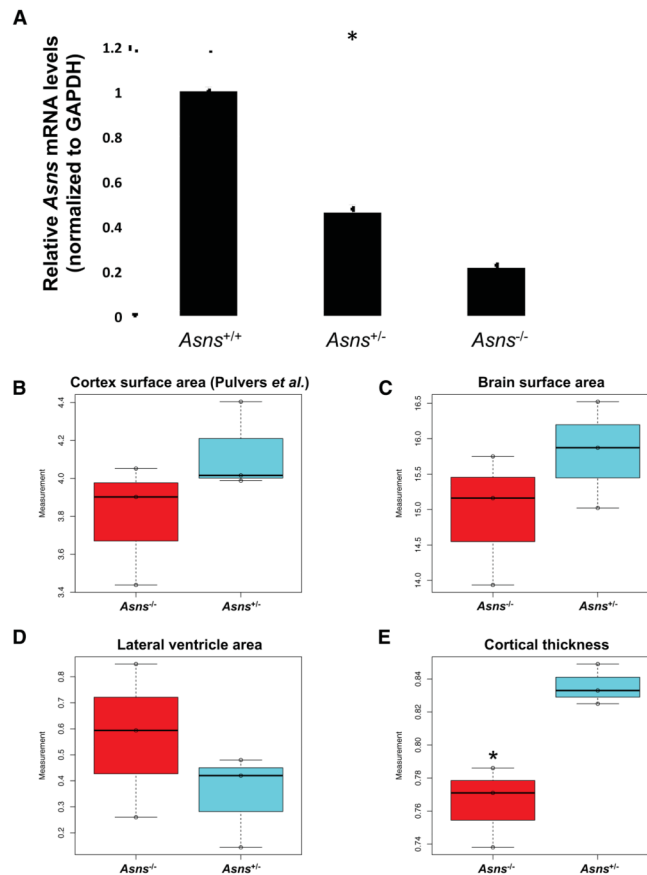 A
Relative Asns mRNA levels
(normalized to GAPDH)
1.2
1
0.8
0.6
0.4
0.2
0
*
Asns+/+
Asns+/-
Asns-/-
B
Cortex surface area (Pulvers et al.)
Measurement
4.4
4.2
4.0
3.8
3.6
3.4
Asns-/-
Asns+/-
C
Brain surface area
Measurement
16.5
16.0
15.5
15.0
14.5
14.0
Asns-/-
Asns+/-
D
Lateral ventricle area
Measurement
0.8
0.7
0.6
0.5
0.4
0.3
0.2
Asns-/-
Asns+/-
E
Cortical thickness
Measurement
0.84
0.82
0.80
0.78
0.76
0.74
*
Asns-/-
Asns+/-